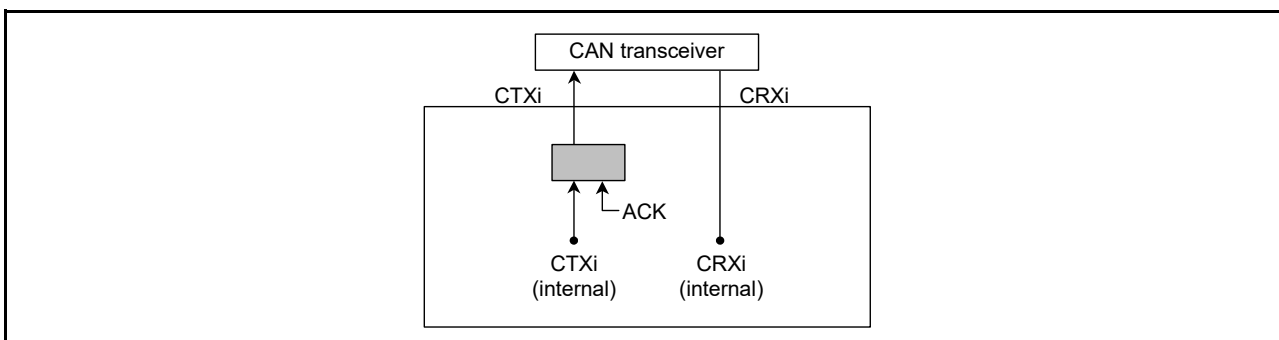 CAN transceiver
CTXi
CRXi
ACK
CTXi
(internal)
CRXi
(internal)